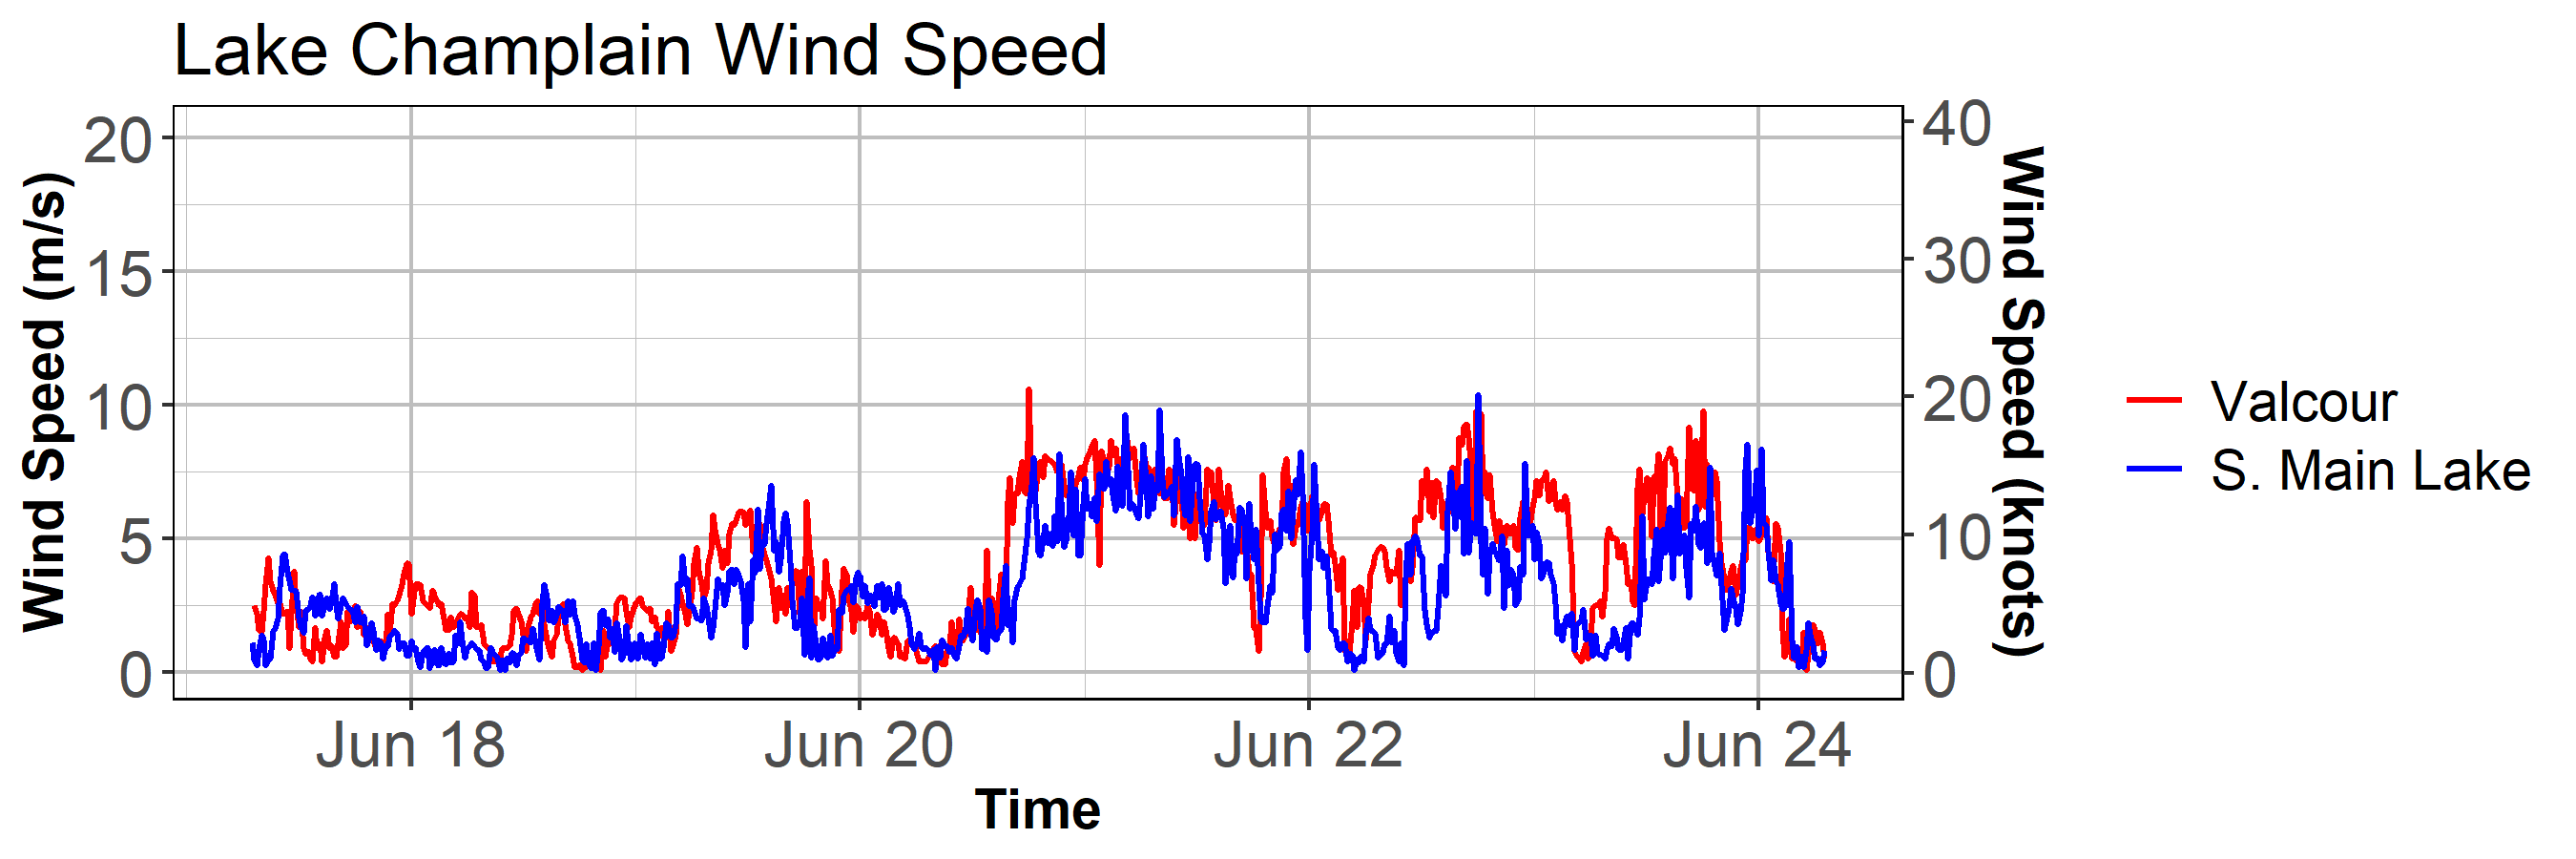 Lake Champlain Wind Speed
Wind Speed (m/s)
20
15
10
5
0
40
30
20
10
0
Wind Speed (knots)
Jun 18
Jun 20
Jun 22
Jun 24
Time
Valcour
S. Main Lake